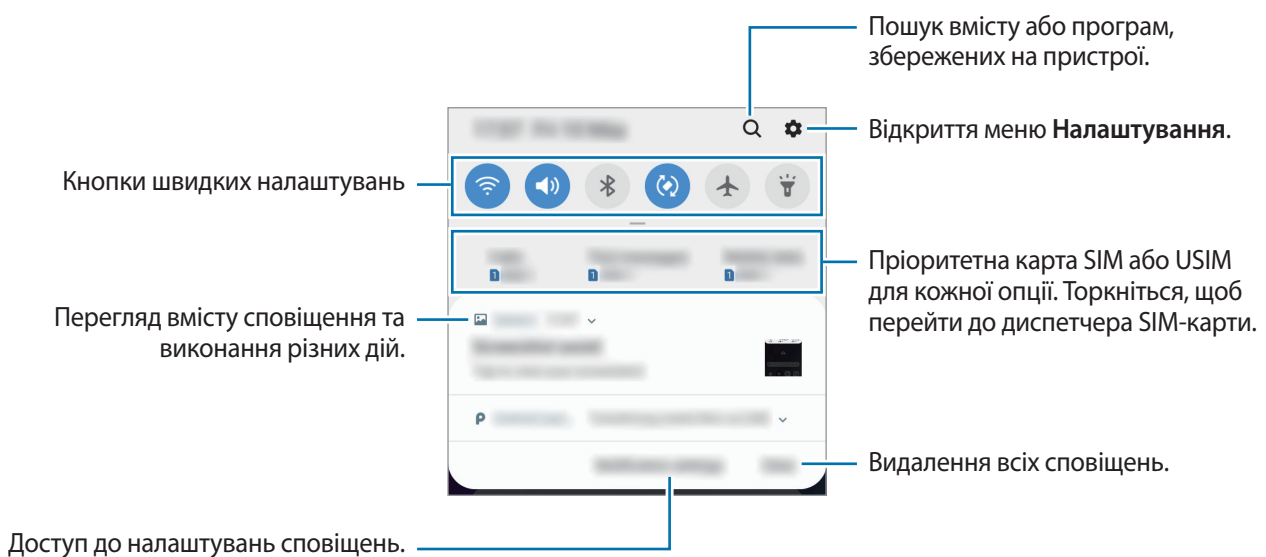 Пошук вмісту або програм,
збережених на пристрої.
Відкриття меню Налаштування.
Кнопки швидких налаштувань
Пріоритетна карта SIM або USIM
для кожної опції. Торкніться, щоб
перейти до диспетчера SIM-карти.
Перегляд вмісту сповіщення та
виконання різних дій.
Видалення всіх сповіщень.
Доступ до налаштувань сповіщень.